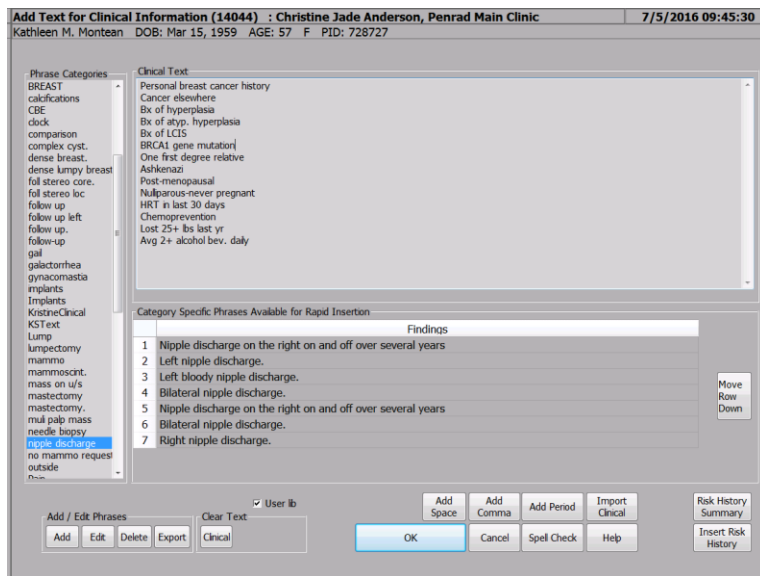 Add Text for Clinical Information (14044)  : Christine Jade Anderson, Penrad Main Clinic 7/5/2016 09:45:30
Kathleen M. Montean  DOB: Mar 15, 1959  AGE: 57  F  PID: 728727
Phrase Categories
BREAST
calcifications
CBE
clock
comparison
complex cyst.
dense breast.
dense lumpy breast
foll stereo core.
foll stereo loc
follow up
follow up left
follow up.
follow-up
gail
galactorrhea
gynacomastia
implants
Implants
KristineClinical
KSText
Lump
lumpectomy
mammo
mammoscint.
mass on u/s
mastectomy
mastectomy.
mul palp mass
needle biopsy
nipple discharge
no mammo request
outside
Pain
Clinical Text
Personal breast cancer history
Cancer elsewhere
Bx of hyperplasia
Bx of atyp. hyperplasia
Bx of LCIS
BRCA1 gene mutation
One first degree relative
Ashkenazi
Post-menopausal
Nuliparous-never pregnant
HRT in last 30 days
Chemoprevention
Lost 25+ lbs last yr
Avg 2+ alcohol bev. daily
Category Specific Phrases Available for Rapid Insertion
Findings
1 Nipple discharge on the right on and off over several years
2 Left nipple discharge.
3 Left bloody nipple discharge.
4 Bilateral nipple discharge.
5 Nipple discharge on the right on and off over several years
6 Bilateral nipple discharge.
7 Right nipple discharge.
Move
Row
Down
User lib
Add / Edit Phrases
Add Edit Delete Export
Clear Text
Clinical
Add
Space
Add
Comma
Add Period
Import
Clinical
Risk History
Summary
OK
Cancel
Spell Check
Help
Insert Risk
History